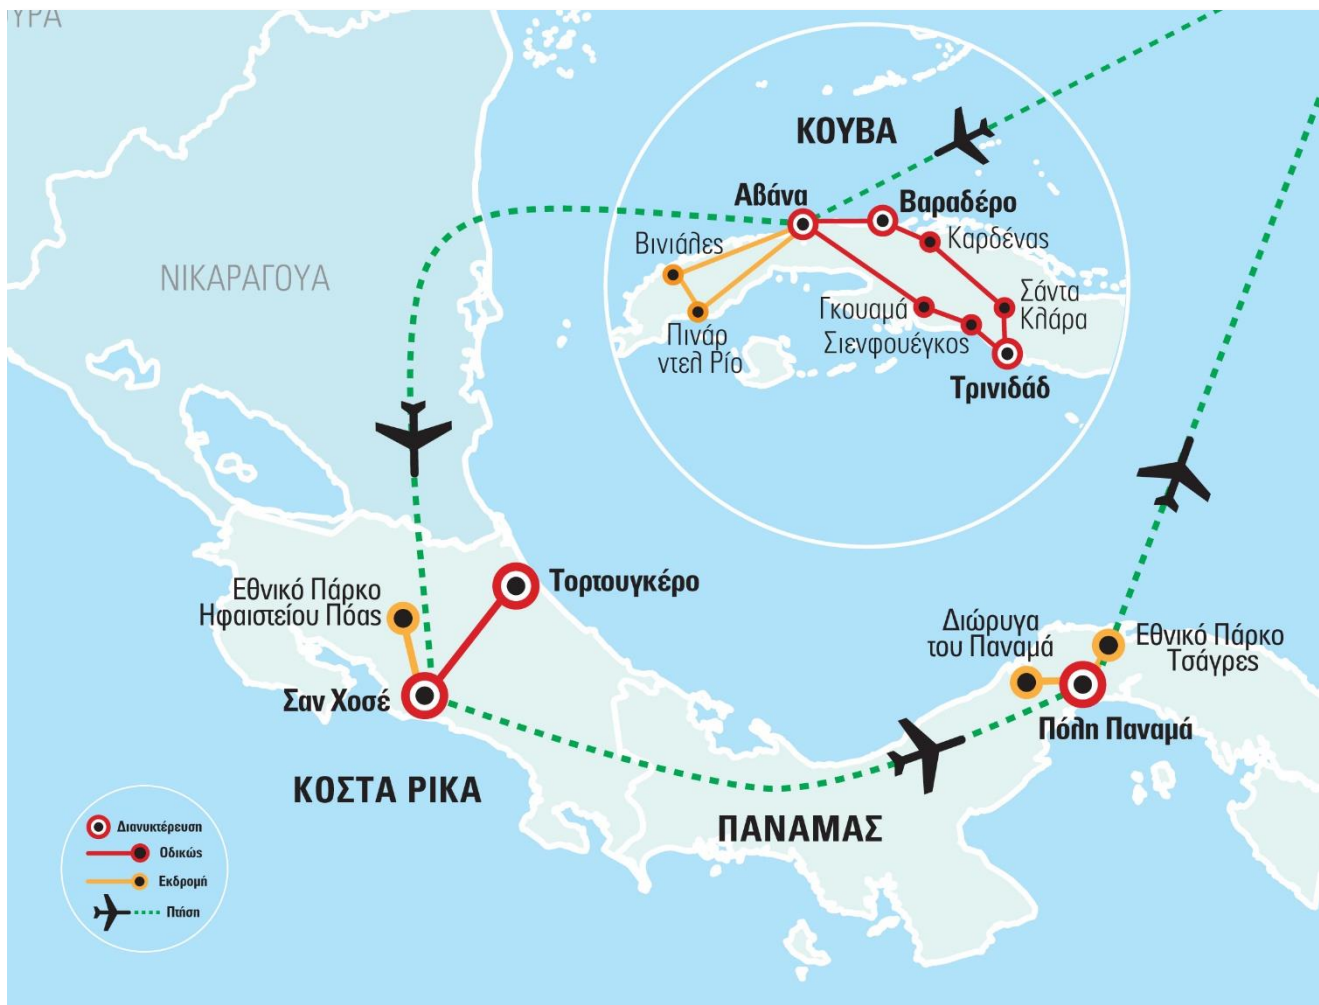 ΥΡΑ
ΚΟΥΒΑ
Αβάνα
Βαραδέρο
Βινιάλες
Καρδένας
ΝΙΚΑΡΑΓΟΥΑ
Γκουαμά
Σάντα
Κλάρα
Πινάρ
ντελ Ρίο
Σιενφουέγκος
Τρινιδάδ
Εθνικό Πάρκο
Ηφαιστείου Πόας
Τορτουγκέρο
Διώρυγα
του Παναμά
Εθνικό Πάρκο
Τσάγρες
Σαν Χοσέ
Πόλη Παναμά
ΚΟΣΤΑ ΡΙΚΑ
ΠΑΝΑΜΑΣ
Διανυκτέρευση
Οδικώς
Εκδρομή
Πτήση